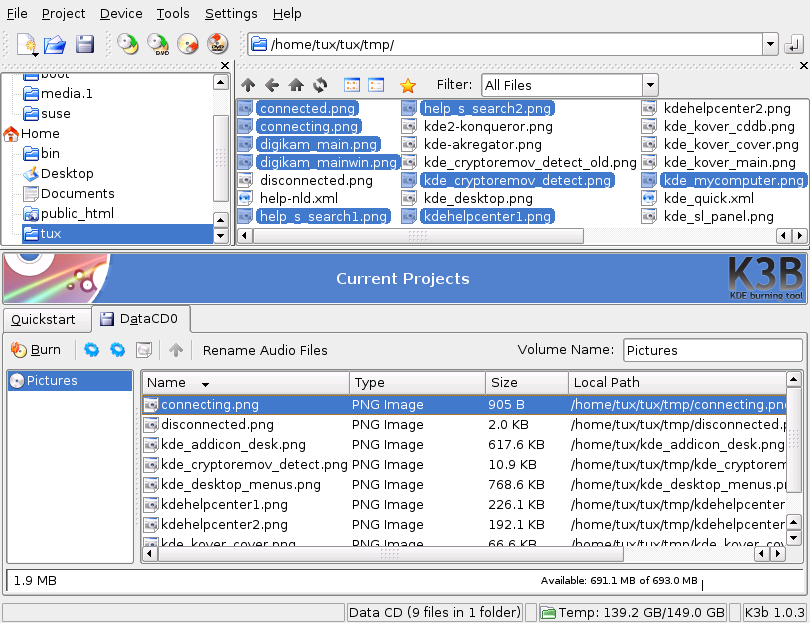 File Project Device Tools Settings Help
DVD DVD /home/tux/tux/tmp/
Filter: All Files
boot
media.1
suse
Home
bin
Desktop
Documents
public_html
tux
connected.png help_s_search2.png kdehelpcenter2.png
connecting.png kde2-konqueror.png kde_kover_cddb.png
digikam_main.png kde-akregator.png kde_kover_cover.png
digikam_mainwin.png kde_cryptoremov_detect_old.png kde_kover_main.png
disconnected.png kde_cryptoremov_detect.png kde_mycomputer.png
help-nld.xml kde_desktop.png kde_quick.xml
help_s_search1.png kdehelpcenter1.png kde_sl_panel.png
Current Projects
K3B
KDE burning tool
Quickstart DataCD0
Burn Rename Audio Files Volume Name: Pictures
Pictures
Name Type Size Local Path
connecting.png PNG Image 905 B /home/tux/tux/tmp/connecting.pn
disconnected.png PNG Image 2.0 KB /home/tux/tux/tmp/disconnected.p
kde_addicon_desk.png PNG Image 617.6 KB /home/tux/kde_addicon_desk.png
kde_cryptoremov_detect.png PNG Image 10.9 KB /home/tux/tux/tmp/kde_cryptorem
kde_desktop_menus.png PNG Image 768.6 KB /home/tux/kde_desktop_menus.pn
kdehelpcenter1.png PNG Image 226.1 KB /home/tux/tux/tmp/kdehelpcenter
kdehelpcenter2.png PNG Image 192.1 KB /home/tux/tux/tmp/kdehelpcenter
kde_kover_cover.png PNG Image 66.6 KB /home/tux/tux/tmp/kde_kover_cov
1.9 MB Available: 691.1 MB of 693.0 MB
Data CD (9 files in 1 folder) Temp: 139.2 GB/149.0 GB K3b 1.0.3